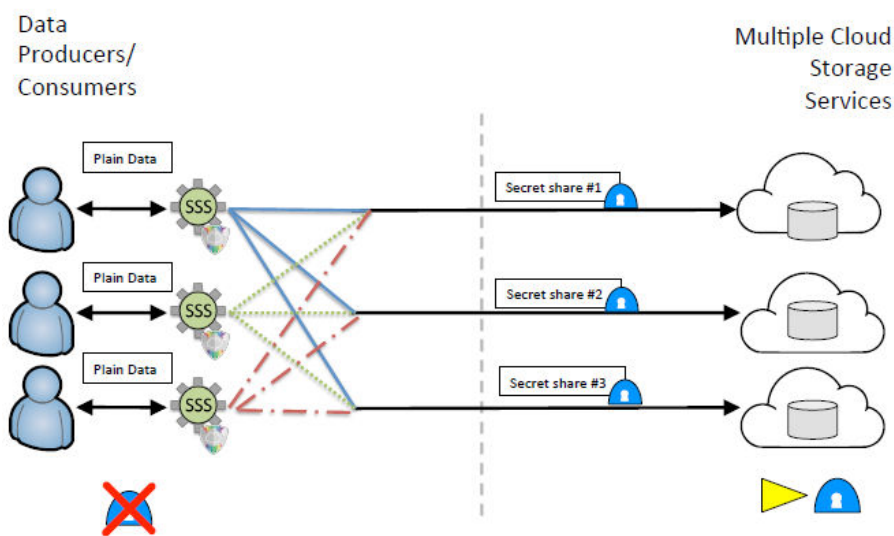 Data
Producers/
Consumers
Multiple Cloud
Storage
Services
Plain Data
SSS
Secret share #1
Plain Data
SSS
Secret share #2
Plain Data
SSS
Secret share #3